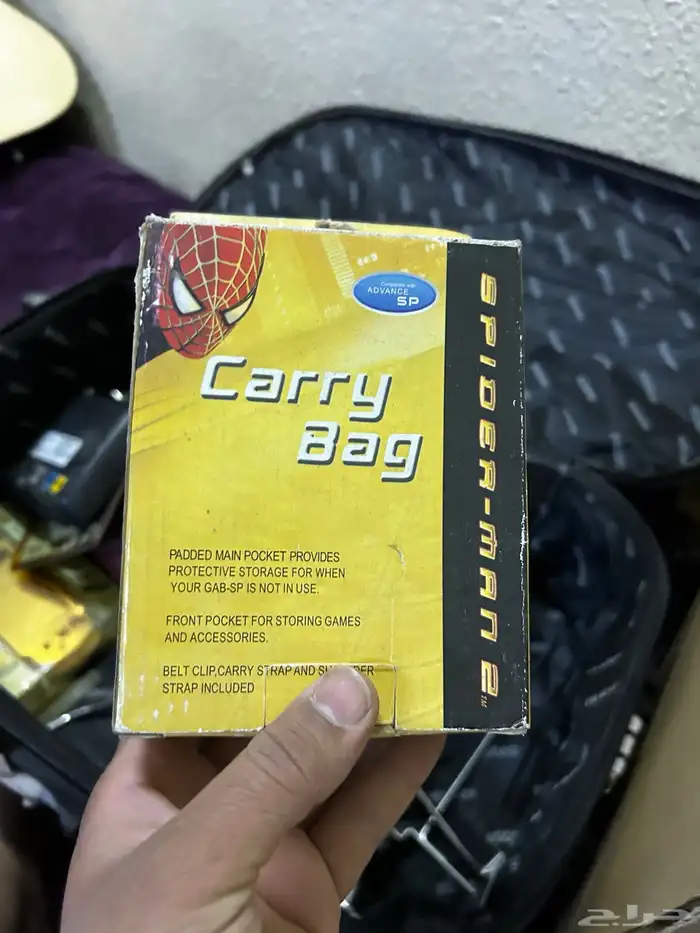 Compatible with
ADVANCE
SP
Carry
Bag
SPIDER-MAN 2™
PADDED MAIN POCKET PROVIDES
PROTECTIVE STORAGE FOR WHEN
YOUR GAB-SP IS NOT IN USE.
FRONT POCKET FOR STORING GAMES
AND ACCESSORIES.
BELT CLIP,CARRY STRAP AND
STRAP INCLUDED
حراج